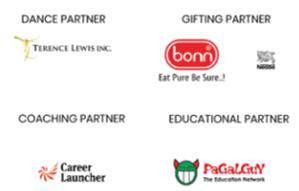 DANCE PARTNER
GIFTING PARTNER
TERENCE LEWIS INC.
bonn
Eat Pure Be Sure..!
Nestle
COACHING PARTNER
EDUCATIONAL PARTNER
Career
Launcher
PaGaLGuY
The Education Network